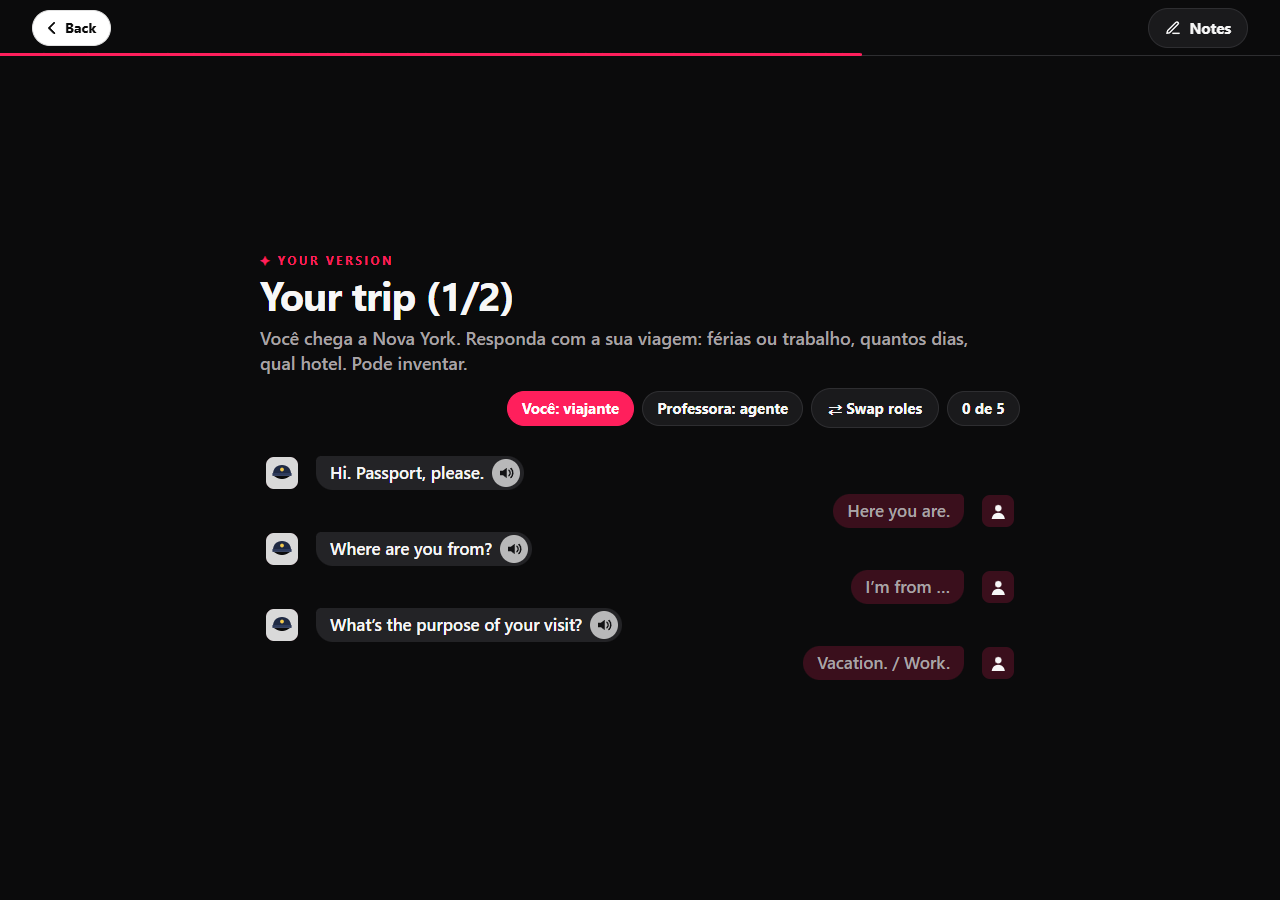 Back
Notes
✦ YOUR VERSION
Your trip (1/2)
Você chega a Nova York. Responda com a sua viagem: férias ou trabalho, quantos dias,
qual hotel. Pode inventar.
Você: viajante
Professora: agente
⇄ Swap roles
0 de 5
Hi. Passport, please.
Here you are.
Where are you from?
I’m from …
What’s the purpose of your visit?
Vacation. / Work.